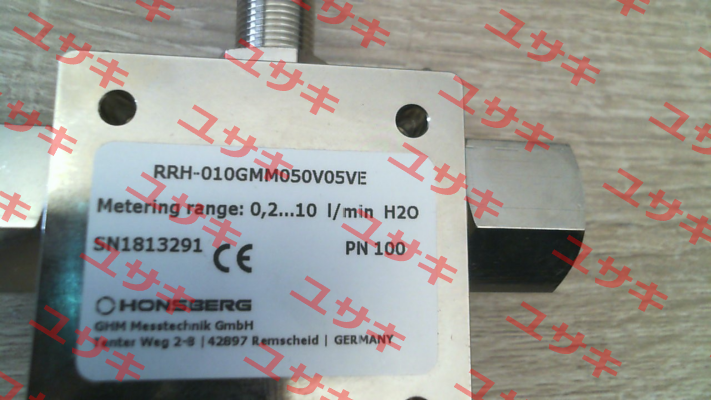 RRH-010GMM050V05VE
Metering range: 0,2...10 l/min H2O
SN1813291 CE PN 100
HONSBERG
GHM Messtechnik GmbH
Tenter Weg 2-8 | 42897 Remscheid | GERMANY
ユサキ